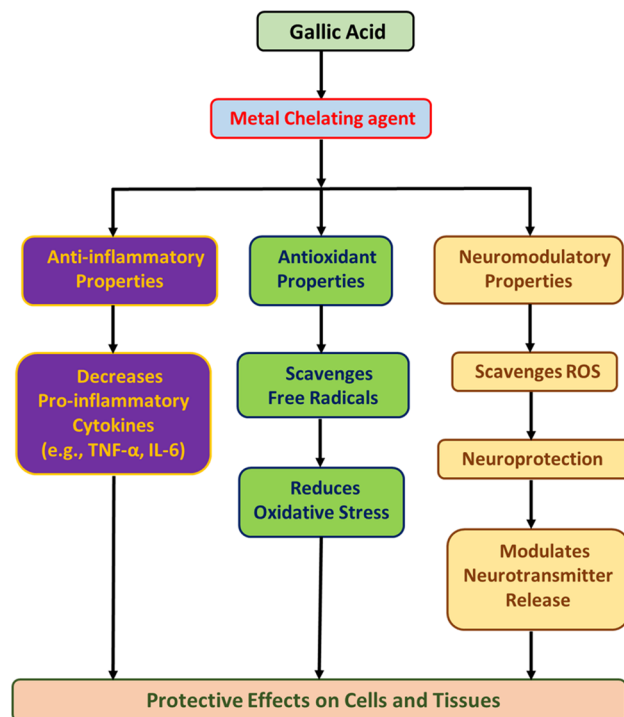 Gallic Acid
Metal Chelating agent
Anti-inflammatory
Properties
Antioxidant
Properties
Neuromodulatory
Properties
Decreases
Pro-inflammatory
Cytokines
(e.g., TNF-α, IL-6)
Scavenges
Free Radicals
Reduces
Oxidative Stress
Scavenges ROS
Neuroprotection
Modulates
Neurotransmitter
Release
Protective Effects on Cells and Tissues